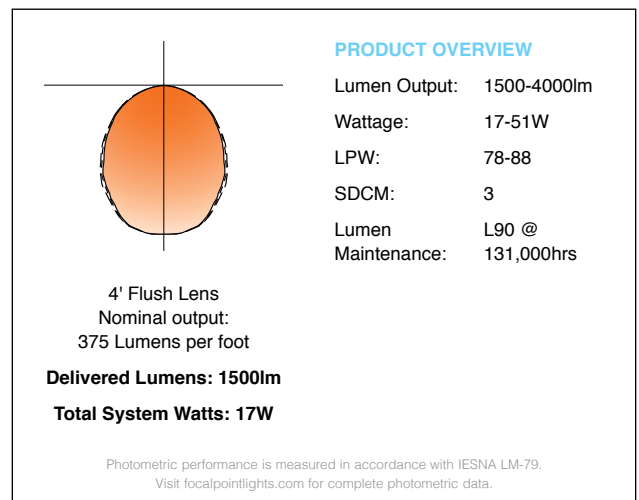 PRODUCT OVERVIEW
Lumen Output: 1500-4000lm
Wattage: 17-51W
LPW: 78-88
SDCM: 3
Lumen L90 @
Maintenance: 131,000hrs
4' Flush Lens
Nominal output:
375 Lumens per foot
Delivered Lumens: 1500lm
Total System Watts: 17W
Photometric performance is measured in accordance with IESNA LM-79.
Visit focalpointlights.com for complete photometric data.